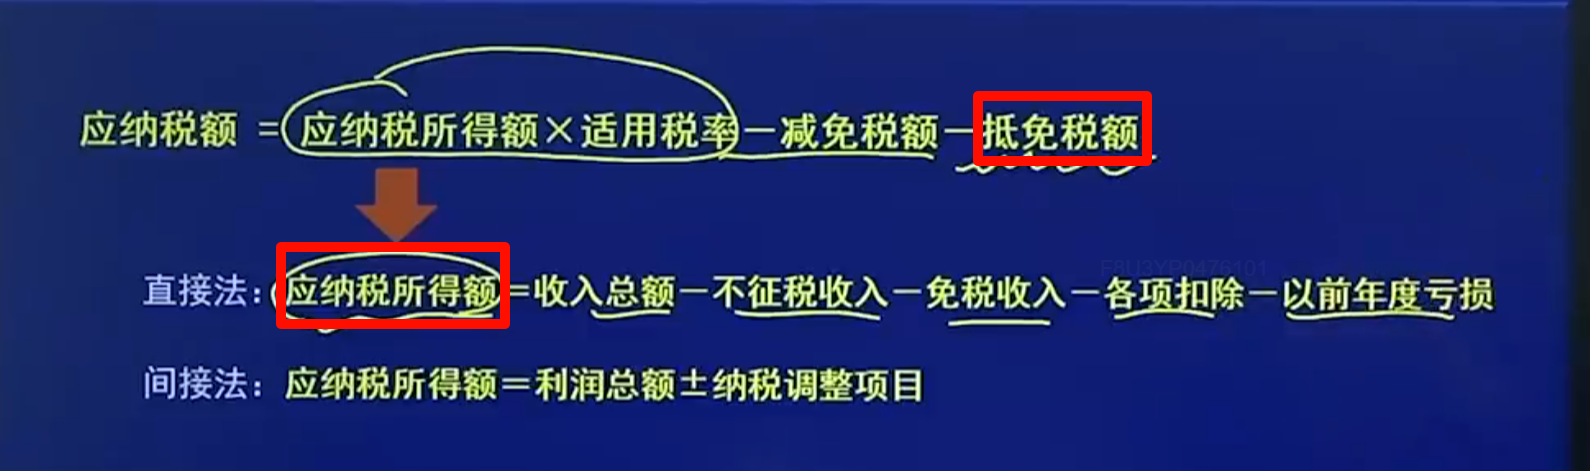 应纳税额 =应纳税所得额×适用税率-减免税额-抵免税额
直接法：应纳税所得额=收入总额-不征税收入-免税收入-各项扣除-以前年度亏损
间接法：应纳税所得额=利润总额±纳税调整项目